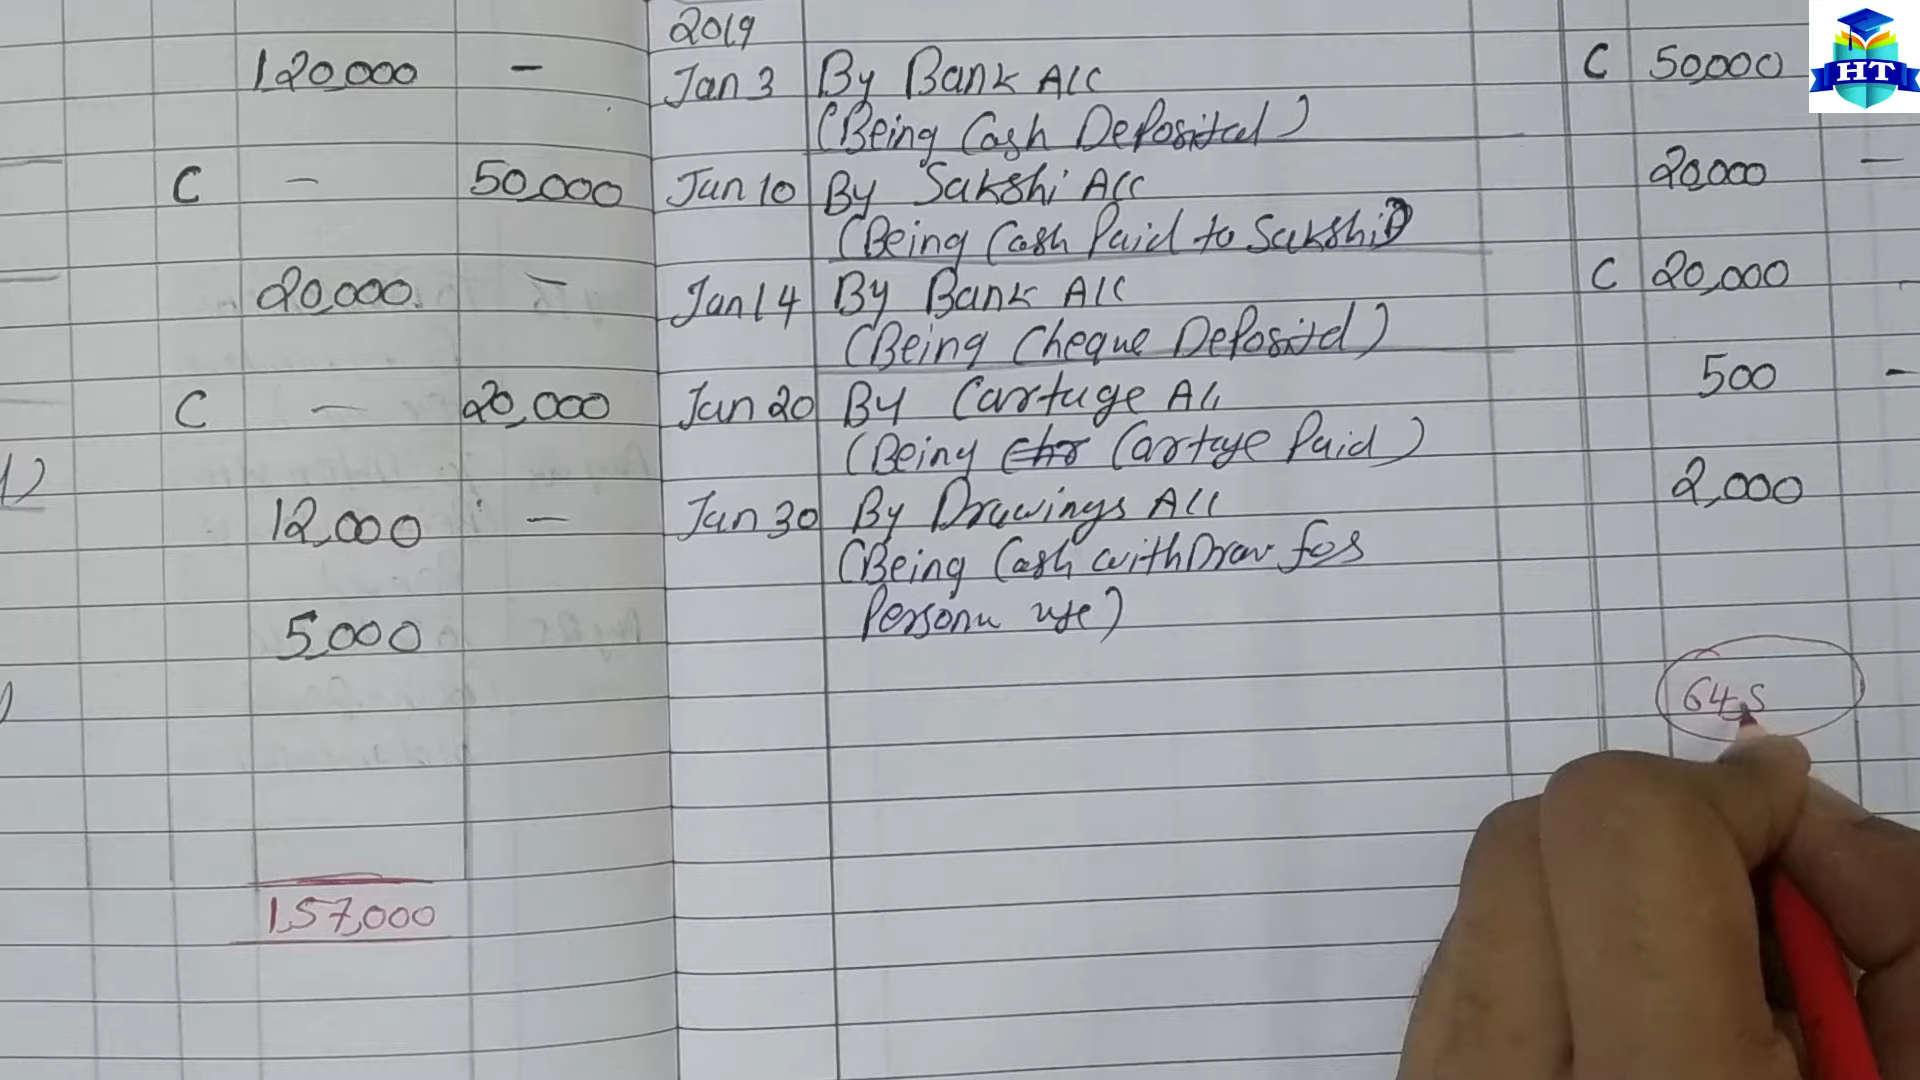 2019
1,20,000 — Jan 3 By Bank A/C C 50,000
(Being Cash Deposited)
C — 50,000 Jan 10 By Sakshi A/C 20,000 —
(Being Cash Paid to Sakshi)
20,000 — Jan 14 By Bank A/C C 20,000 -
(Being Cheque Deposited)
C — 20,000 Jan 20 By Cartage A/c 500 -
(Being Cartage Paid)
12,000 — Jan 30 By Drawings A/C 2,000
(Being Cash withDraw for
5,000 use)
64,5
1,57,000
HT